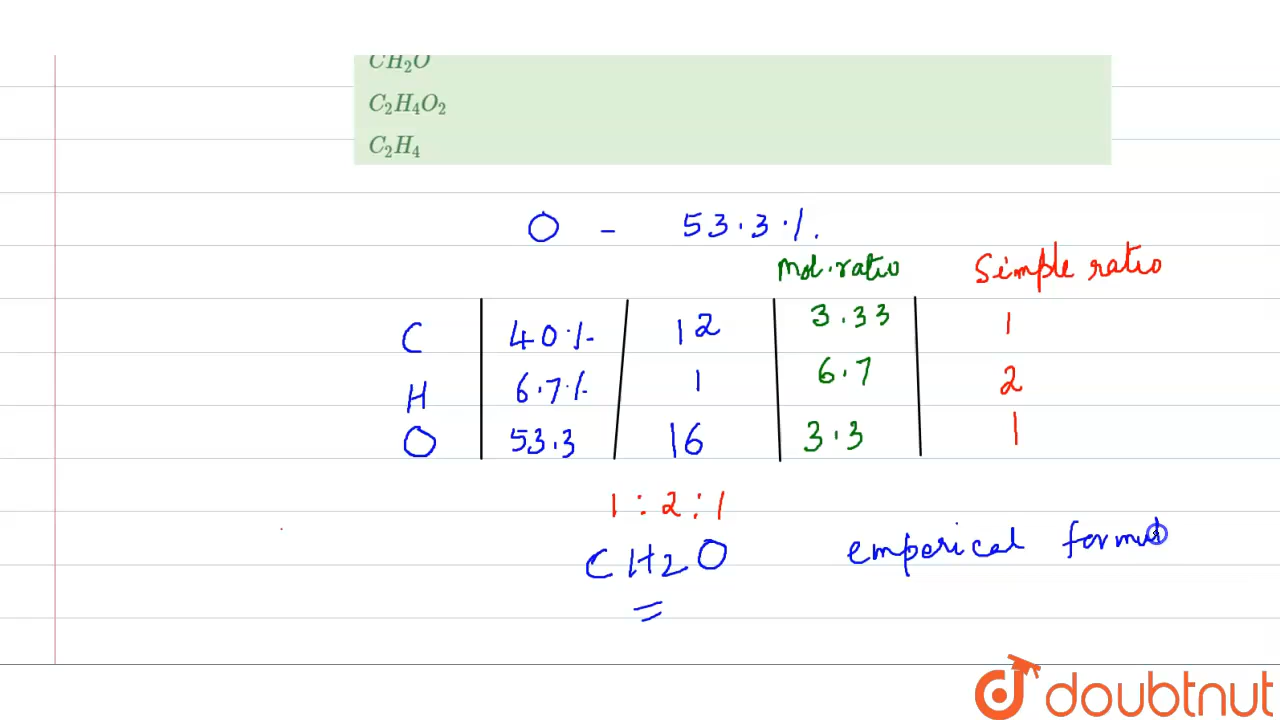 CH₂O
C₂H₄O₂
C₂H₄
O - 53.3%.
Mol.ratio Simple ratio
C 40% 12 3.33 1
H 6.7% 1 6.7 2
O 53.3 16 3.3 1
1:2:1
CH2O emperical formul
doubtnut